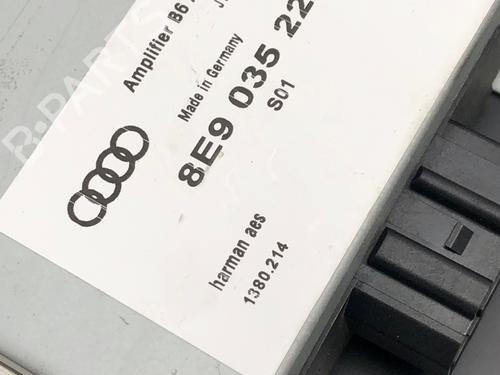 Amplifier B6
Made in Germany
8E9 035 22
S01
harman aes
1380.214